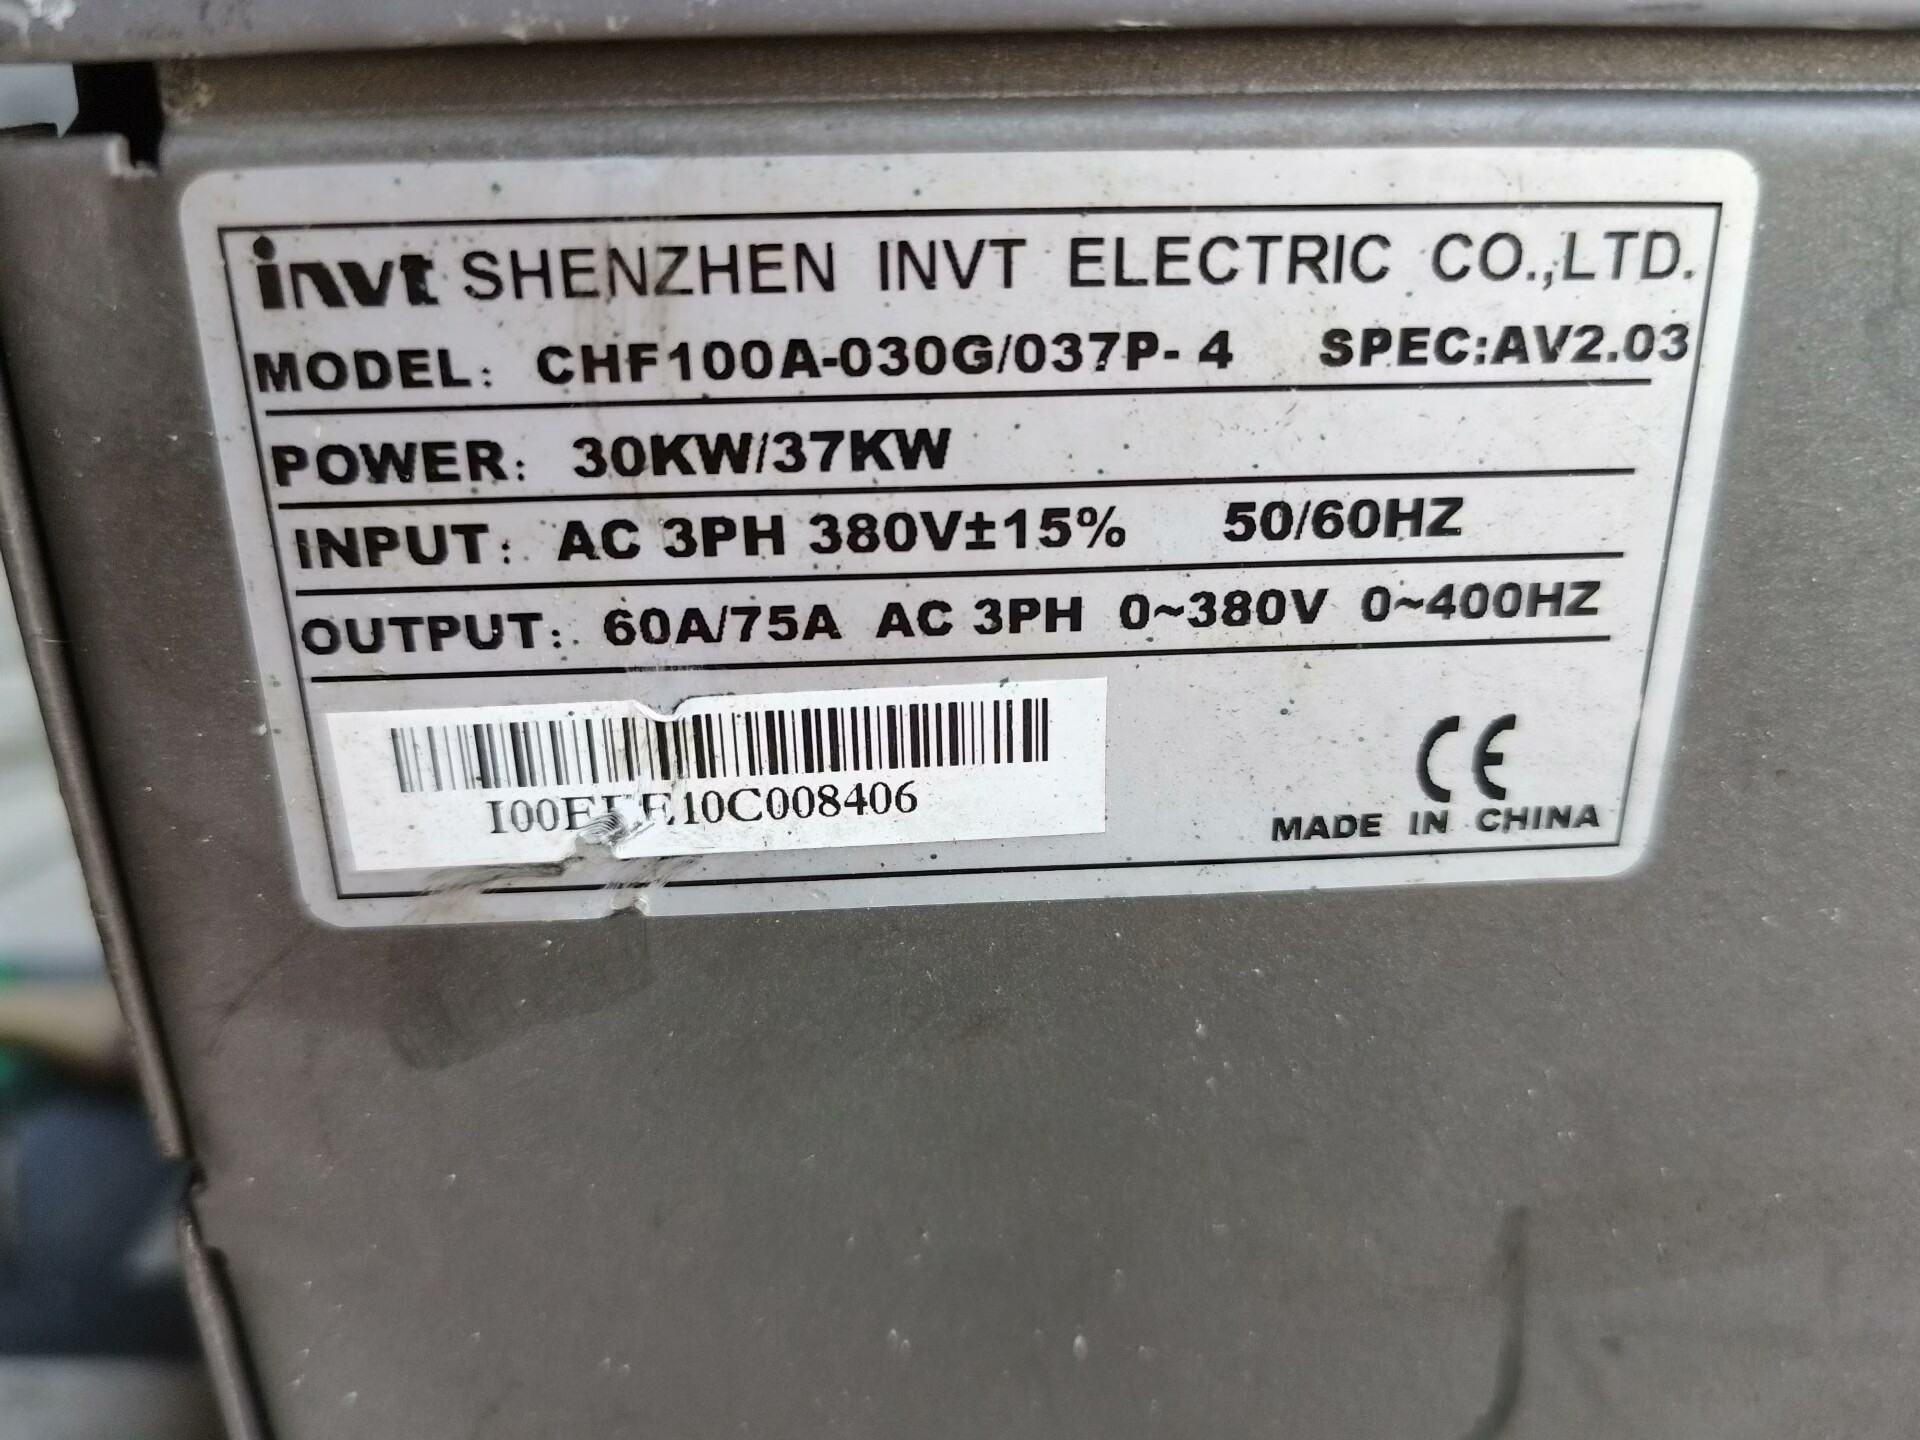 invt SHENZHEN INVT ELECTRIC CO.,LTD.
MODEL: CHF100A-030G/037P-4 SPEC:AV2.03
POWER: 30KW/37KW
INPUT: AC 3PH 380V±15% 50/60HZ
OUTPUT: 60A/75A AC 3PH 0~380V 0~400HZ
CE
MADE IN CHINA